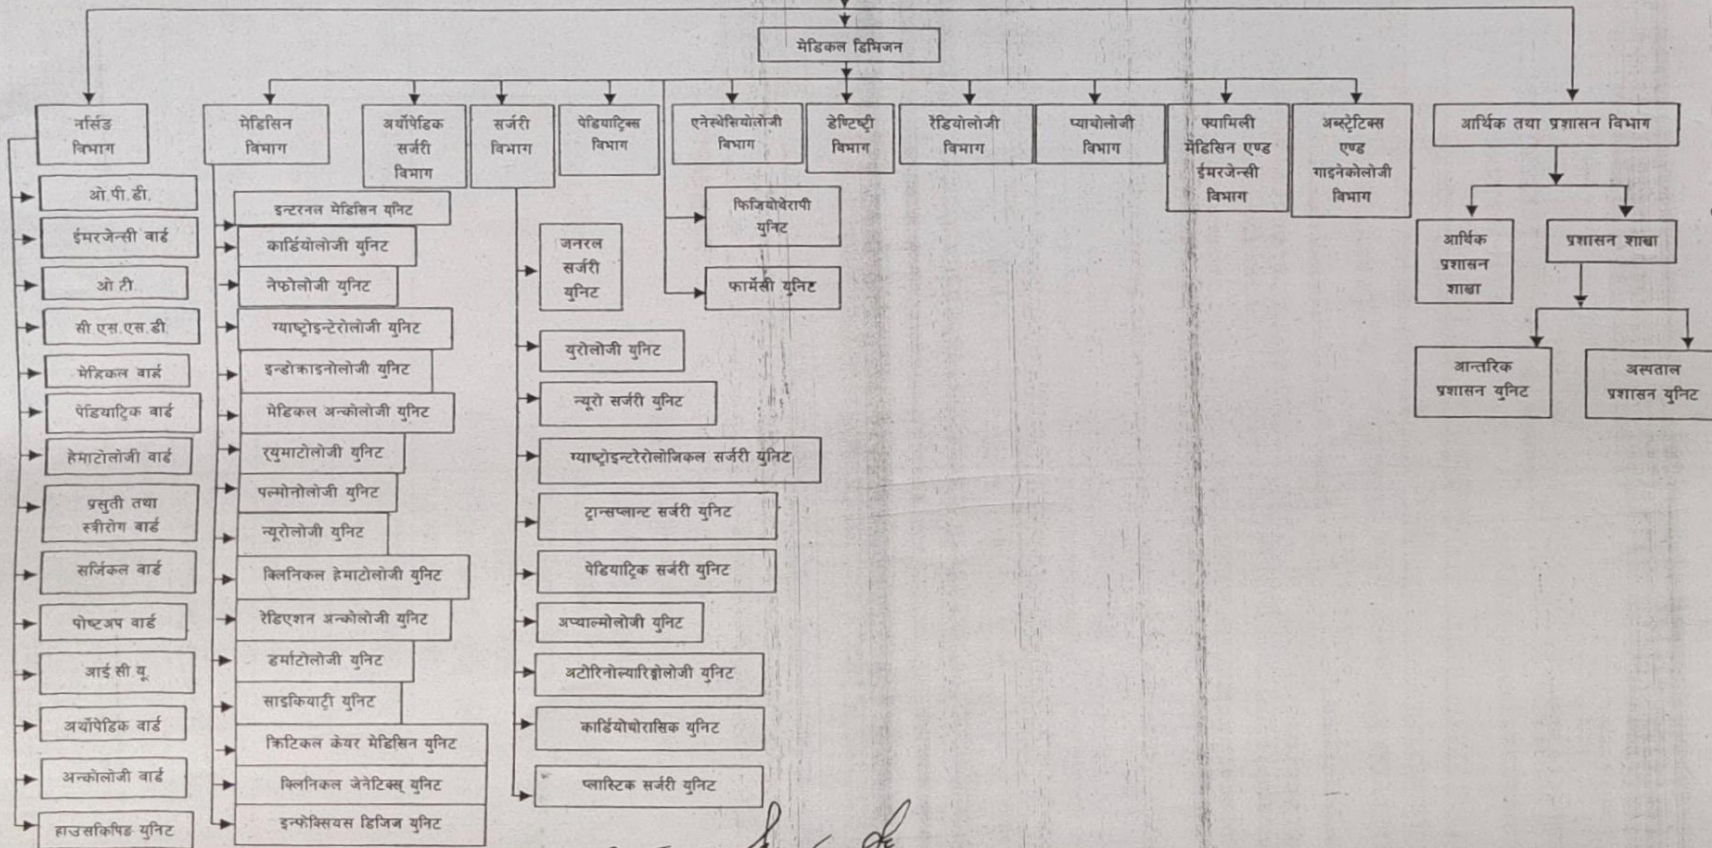 मेडिकल डिभिजन
नर्सिङ
विभाग
ओ.पी.डी.
ईमरजेन्सी वार्ड
ओ.टी.
सी.एस.एस.डी.
मेडिकल वार्ड
पेडियाट्रिक वार्ड
हेमाटोलोजी वार्ड
प्रसुती तथा
स्त्रीरोग वार्ड
सर्जिकल वार्ड
पोष्टअप वार्ड
आई.सी.यू.
अर्थोपेडिक वार्ड
अन्कोलोजी वार्ड
हाउसकिपिङ युनिट
मेडिसिन
विभाग
इन्टरनल मेडिसिन युनिट
कार्डियोलोजी युनिट
नेफोलोजी युनिट
ग्याष्ट्रोइन्टेरोलोजी युनिट
इन्डोक्राइनोलोजी युनिट
मेडिकल अन्कोलोजी युनिट
र्‍युमाटोलोजी युनिट
पल्मोनोलोजी युनिट
न्यूरोलोजी युनिट
क्लिनिकल हेमाटोलोजी युनिट
रेडिएशन अन्कोलोजी युनिट
डर्माटोलोजी युनिट
साइकियाट्री युनिट
क्रिटिकल केयर मेडिसिन युनिट
क्लिनिकल जेनेटिक्स् युनिट
इन्फेक्सियस डिजिज युनिट
अर्थोपेडिक
सर्जरी
विभाग
सर्जरी
विभाग
जनरल
सर्जरी
युनिट
युरोलोजी युनिट
न्यूरो सर्जरी युनिट
ग्याष्ट्रोइन्टरेरोलोजिकल सर्जरी युनिट
ट्रान्सप्लान्ट सर्जरी युनिट
पेडियाट्रिक सर्जरी युनिट
अप्थाल्मोलोजी युनिट
अटोरिनोल्यारिङ्गोलोजी युनिट
कार्डियोथोरासिक युनिट
प्लास्टिक सर्जरी युनिट
पेडियाट्रिक्स
विभाग
फिजियोथेरापी
युनिट
फार्मेसी युनिट
एनेस्थेसियोलोजी
विभाग
डेण्टिष्ट्री
विभाग
रेडियोलोजी
विभाग
प्याथोलोजी
विभाग
फ्यामिली
मेडिसिन एण्ड
ईमरजेन्सी
विभाग
अब्स्ट्रेटिक्स
एण्ड
गाइनेकोलोजी
विभाग
आर्थिक तथा प्रशासन विभाग
आर्थिक
प्रशासन
शाखा
प्रशासन शाखा
आन्तरिक
प्रशासन युनिट
अस्पताल
प्रशासन युनिट